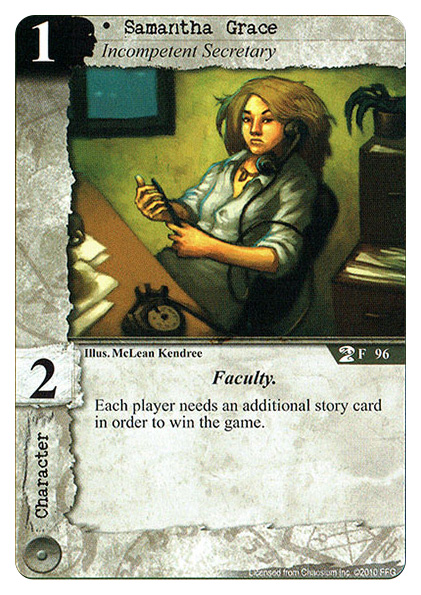 1
• Samantha Grace
Incompetent Secretary
Illus. McLean Kendree
F 96
2
Faculty.
Each player needs an additional story card
in order to win the game.
Character
Licensed from Chaosium Inc. ©2010 FFG